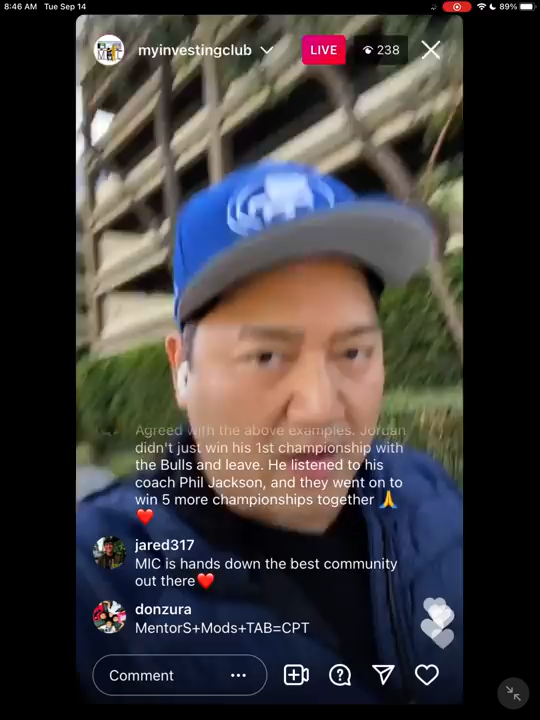 8:46 AM Tue Sep 14
89%
myinvestingclub
LIVE
238
Agreed with the above examples. Jordan
didn't just win his 1st championship with
the Bulls and leave. He listened to his
coach Phil Jackson, and they went on to
win 5 more championships together 🙏
❤️
jared317
MIC is hands down the best community
out there❤️
donzura
MentorS+Mods+TAB=CPT
Comment